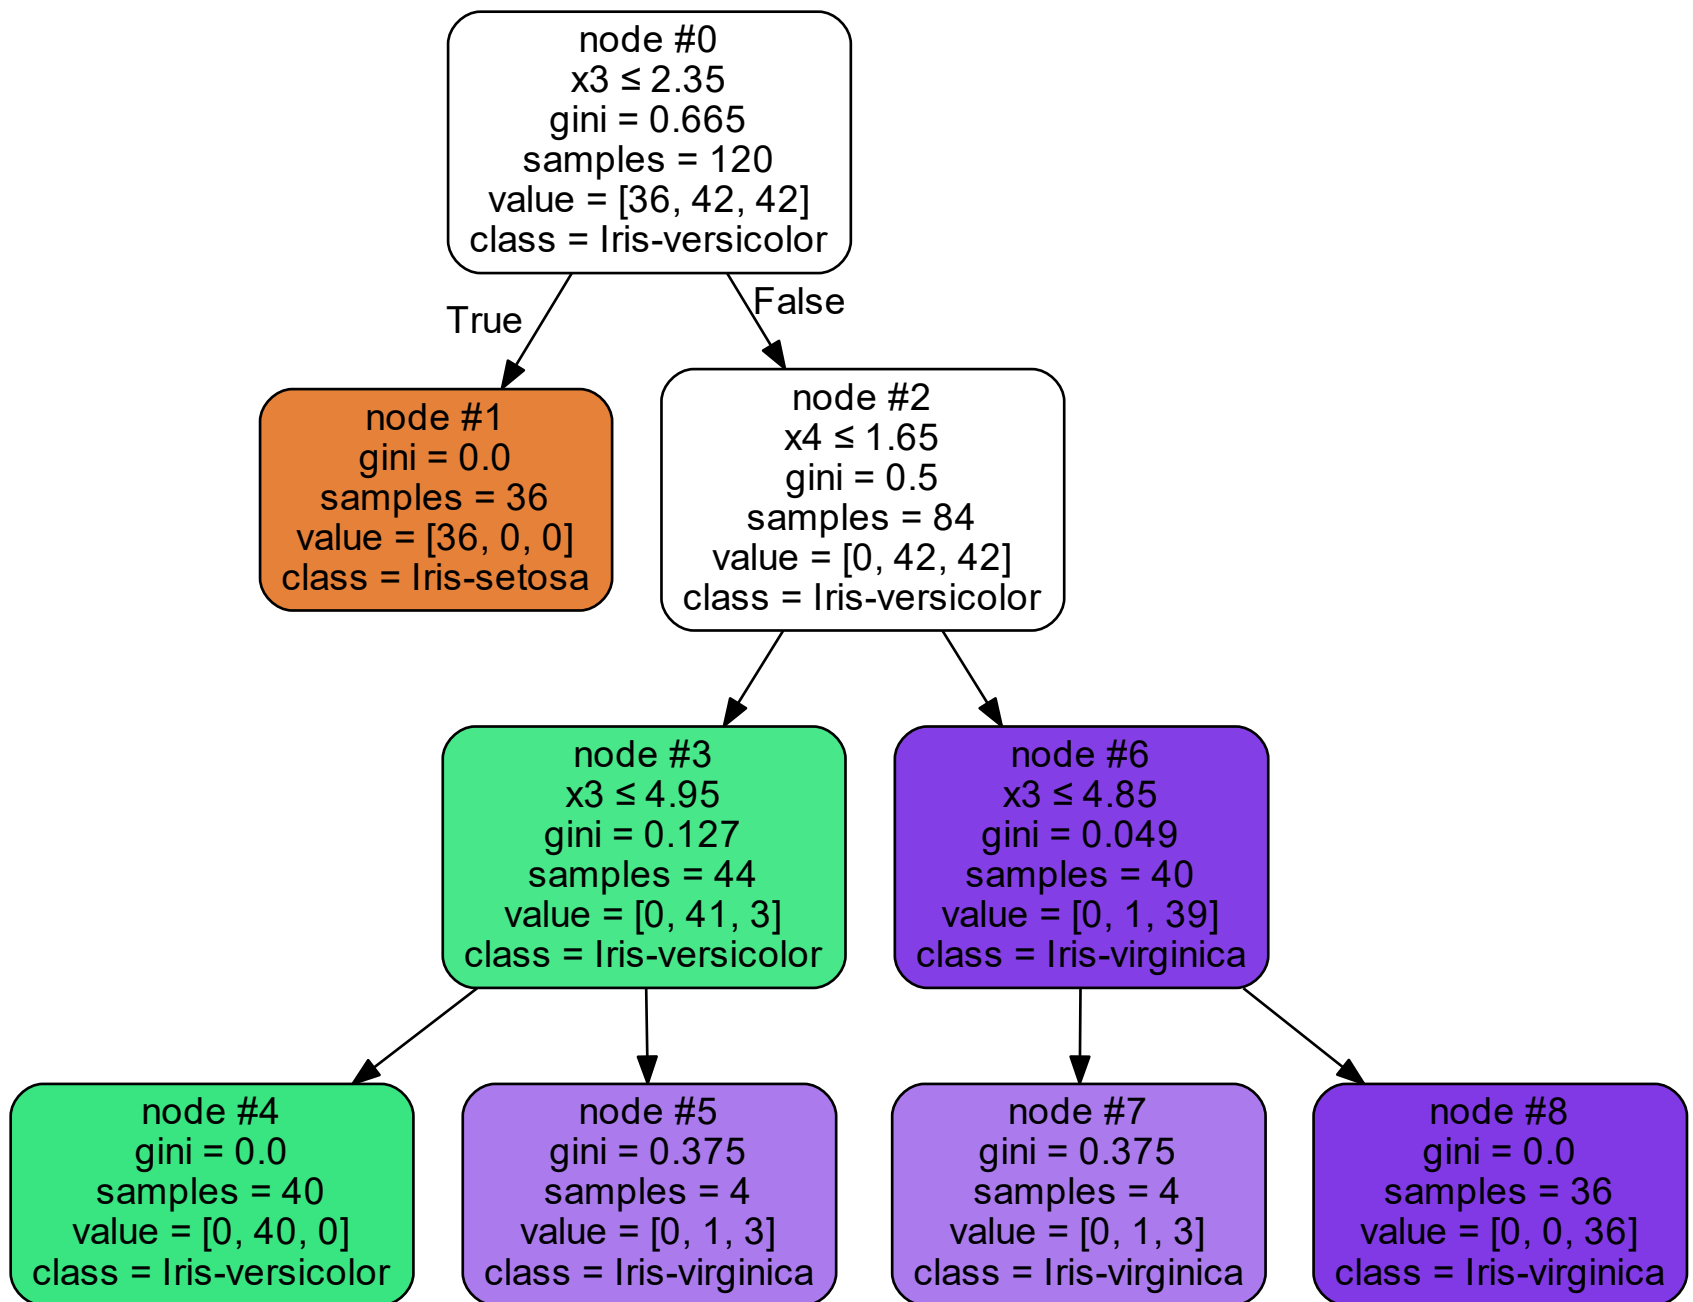 node #0
x3 ≤ 2.35
gini = 0.665
samples = 120
value = [36, 42, 42]
class = Iris-versicolor
True
False
node #1
gini = 0.0
samples = 36
value = [36, 0, 0]
class = Iris-setosa
node #2
x4 ≤ 1.65
gini = 0.5
samples = 84
value = [0, 42, 42]
class = Iris-versicolor
node #3
x3 ≤ 4.95
gini = 0.127
samples = 44
value = [0, 41, 3]
class = Iris-versicolor
node #6
x3 ≤ 4.85
gini = 0.049
samples = 40
value = [0, 1, 39]
class = Iris-virginica
node #4
gini = 0.0
samples = 40
value = [0, 40, 0]
class = Iris-versicolor
node #5
gini = 0.375
samples = 4
value = [0, 1, 3]
class = Iris-virginica
node #7
gini = 0.375
samples = 4
value = [0, 1, 3]
class = Iris-virginica
node #8
gini = 0.0
samples = 36
value = [0, 0, 36]
class = Iris-virginica